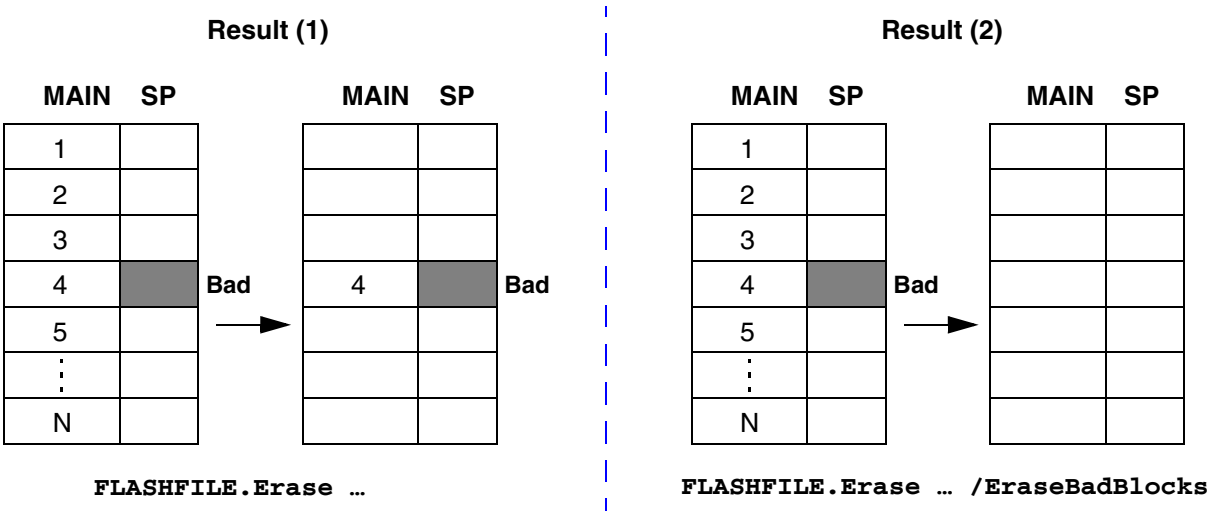 Result (1)
MAIN SP
MAIN SP
1
2
3
4 Bad
4 Bad
5
N
FLASHFILE.Erase …
Result (2)
MAIN SP
MAIN SP
1
2
3
4 Bad
5
N
FLASHFILE.Erase … /EraseBadBlocks